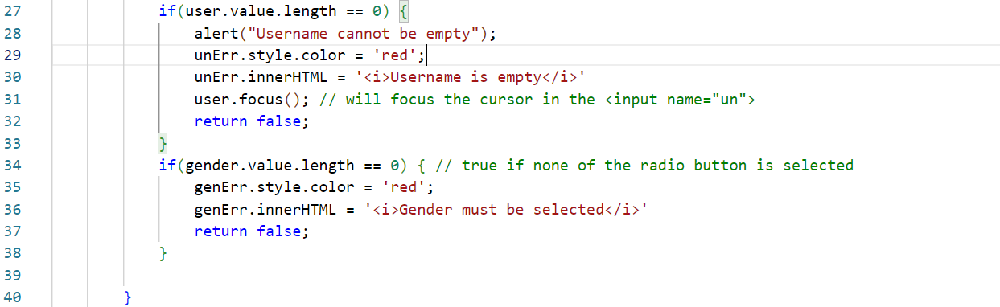 27 if(user.value.length == 0) {
28 alert("Username cannot be empty");
29 unErr.style.color = 'red';
30 unErr.innerHTML = '<i>Username is empty</i>'
31 user.focus(); // will focus the cursor in the <input name="un">
32 return false;
33 }
34 if(gender.value.length == 0) { // true if none of the radio button is selected
35 genErr.style.color = 'red';
36 genErr.innerHTML = '<i>Gender must be selected</i>'
37 return false;
38 }
39
40 }